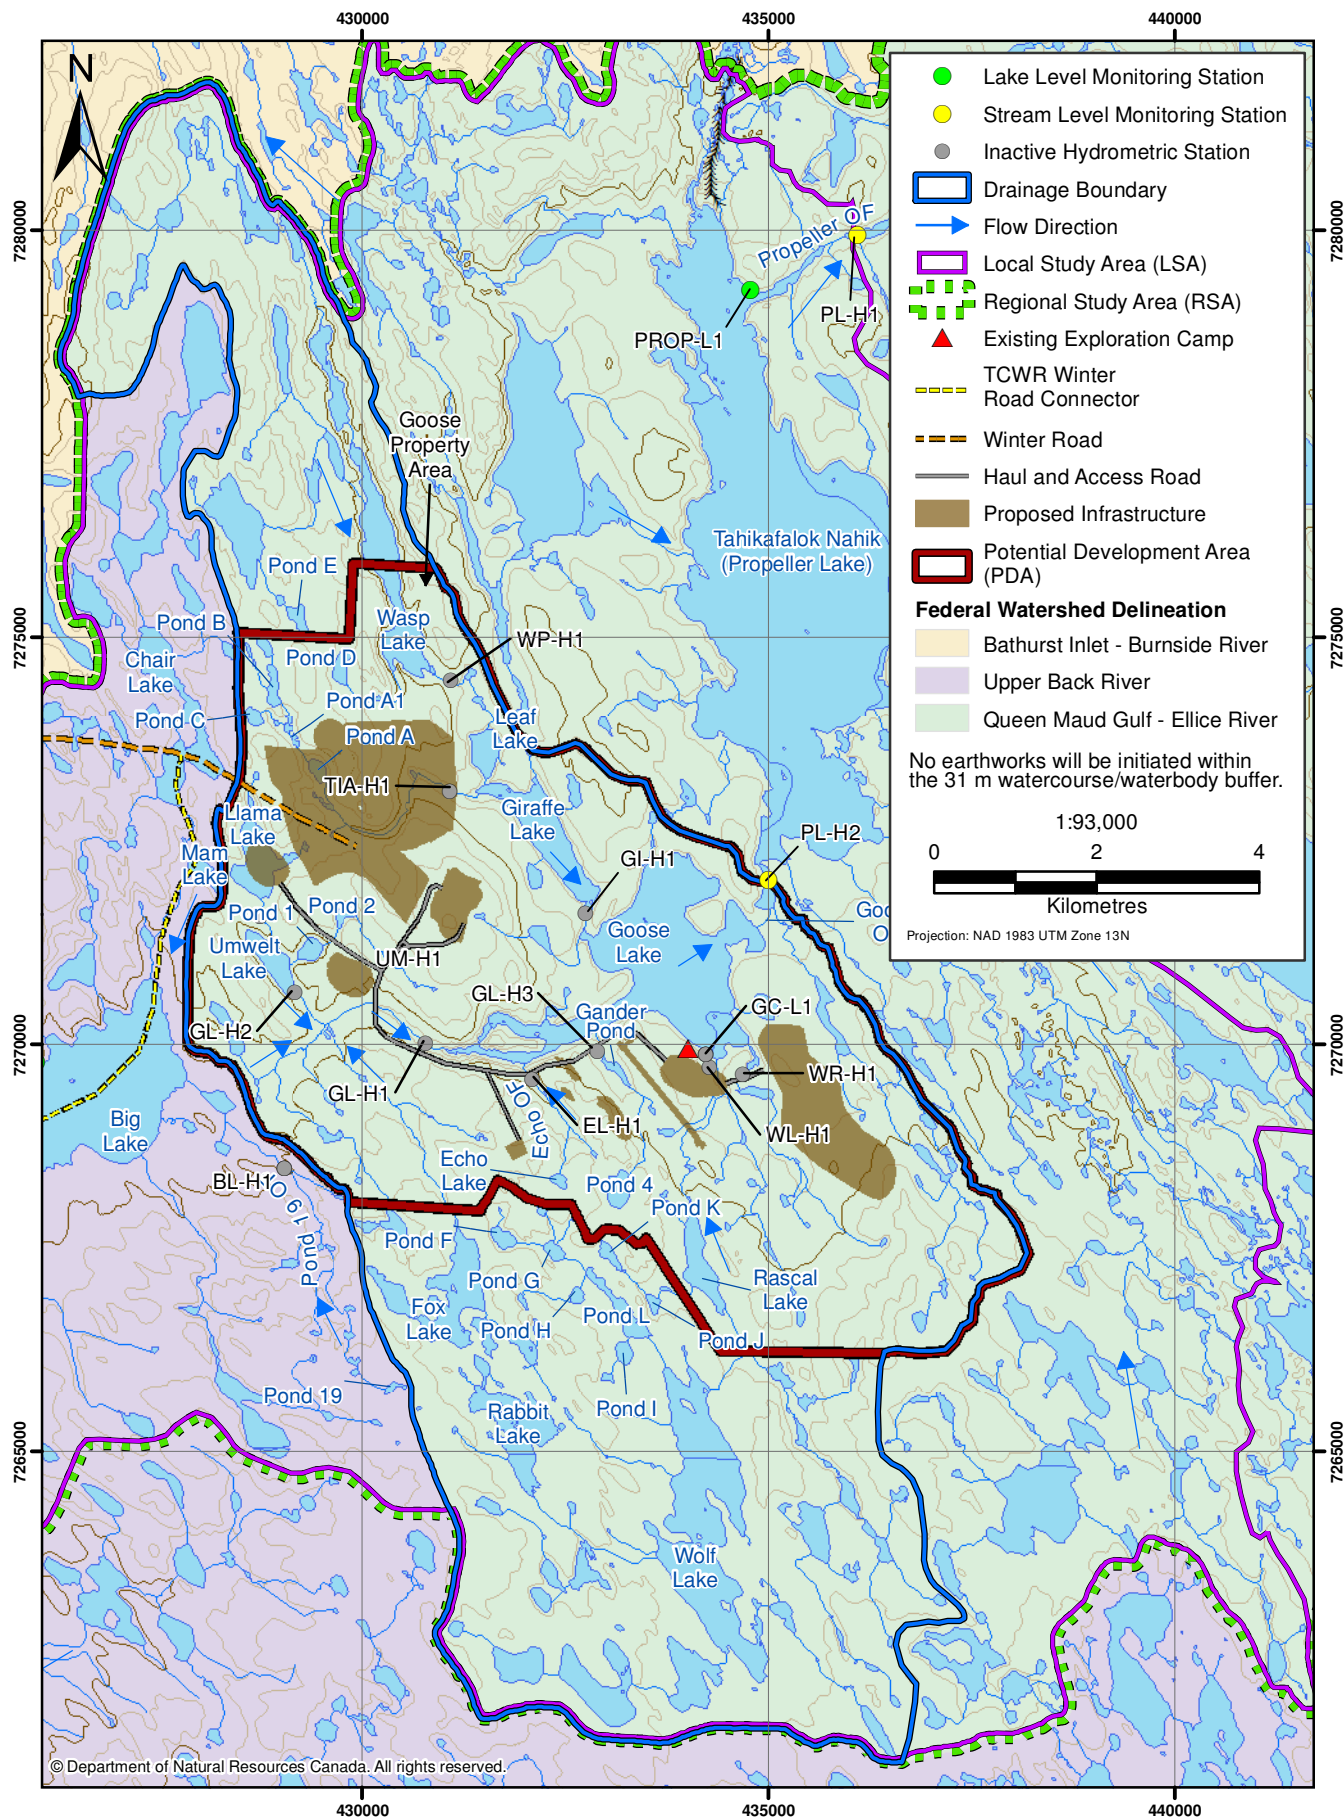 430000
435000
440000
N
Lake Level Monitoring Station
Stream Level Monitoring Station
Inactive Hydrometric Station
Drainage Boundary
Flow Direction
Local Study Area (LSA)
Regional Study Area (RSA)
Existing Exploration Camp
TCWR Winter
Road Connector
Winter Road
Haul and Access Road
Proposed Infrastructure
Potential Development Area
(PDA)
Federal Watershed Delineation
Bathurst Inlet - Burnside River
Upper Back River
Queen Maud Gulf - Ellice River
No earthworks will be initiated within
the 31 m watercourse/waterbody buffer.
1:93,000
0
2
4
Kilometres
Projection: NAD 1983 UTM Zone 13N
7280000
7280000
Propeller OF
PL-H1
PROP-L1
Goose
Property
Area
Tahikafalok Nahik
(Propeller Lake)
Pond E
Pond B
Wasp
Lake
WP-H1
7275000
7275000
Chair
Lake
Pond D
Pond A1
Pond C
Leaf
Lake
Pond A
TIA-H1
Llama
Lake
Giraffe
Lake
PL-H2
Mam
Lake
GI-H1
Pond 1
Pond 2
Goo
O
Goose
Lake
Umwelt
Lake
UM-H1
GL-H3
GC-L1
Gander
Pond
GL-H2
7270000
7270000
WR-H1
GL-H1
Echo OF
EL-H1
WL-H1
Big
Lake
BL-H1
Echo
Lake
Pond 4
Pond 19 O
Pond K
Pond F
Pond G
Rascal
Lake
Fox
Lake
Pond L
Pond H
Pond J
Pond 19
Pond I
Rabbit
Lake
7265000
7265000
Wolf
Lake
© Department of Natural Resources Canada. All rights reserved.
430000
435000
440000